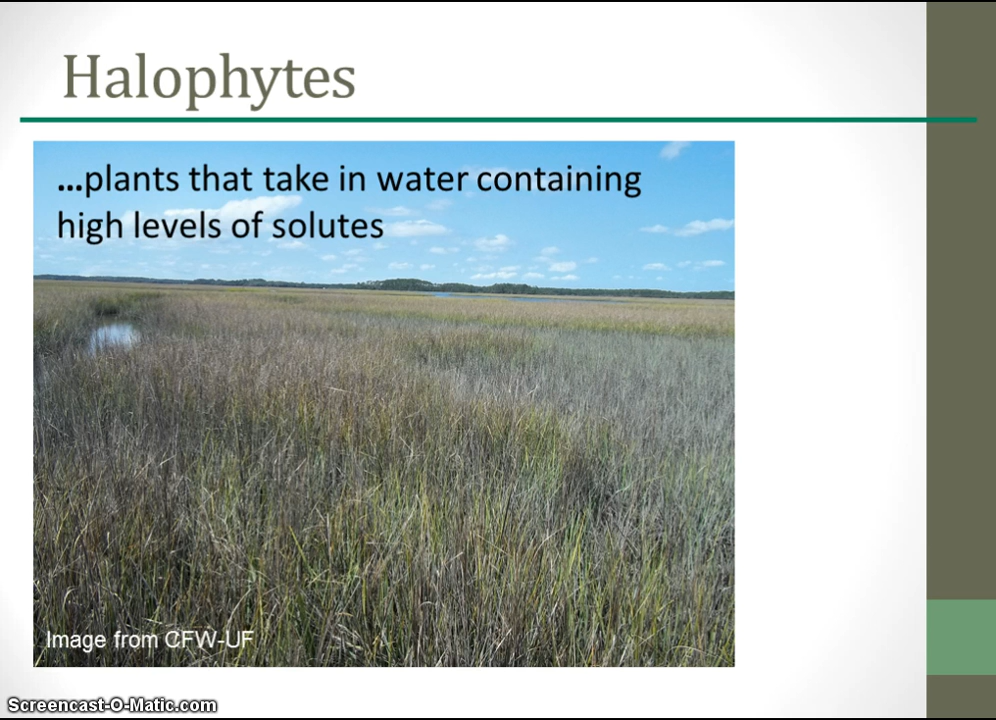 Halophytes
...plants that take in water containing
high levels of solutes
Image from CFW-UF
Screencast-O-Matic.com